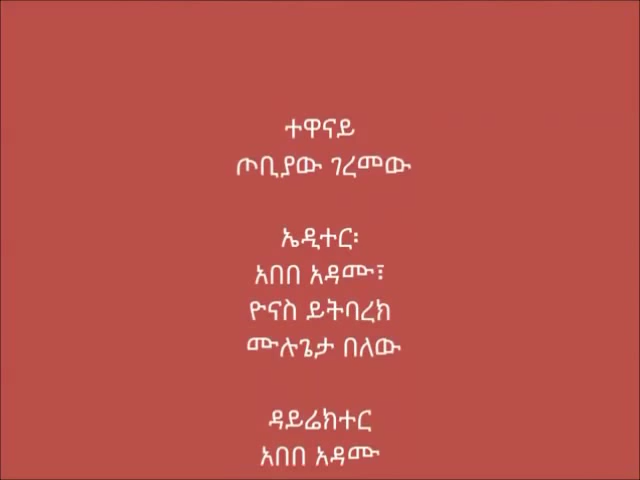 ተዋናይ
ጦቢያው ገረመው
ኤዲተር፡
አበበ አዳሙ፣
ዮናስ ይትባረክ
ሙሉጌታ በለው
ዳይሬክተር
አበበ አዳሙ